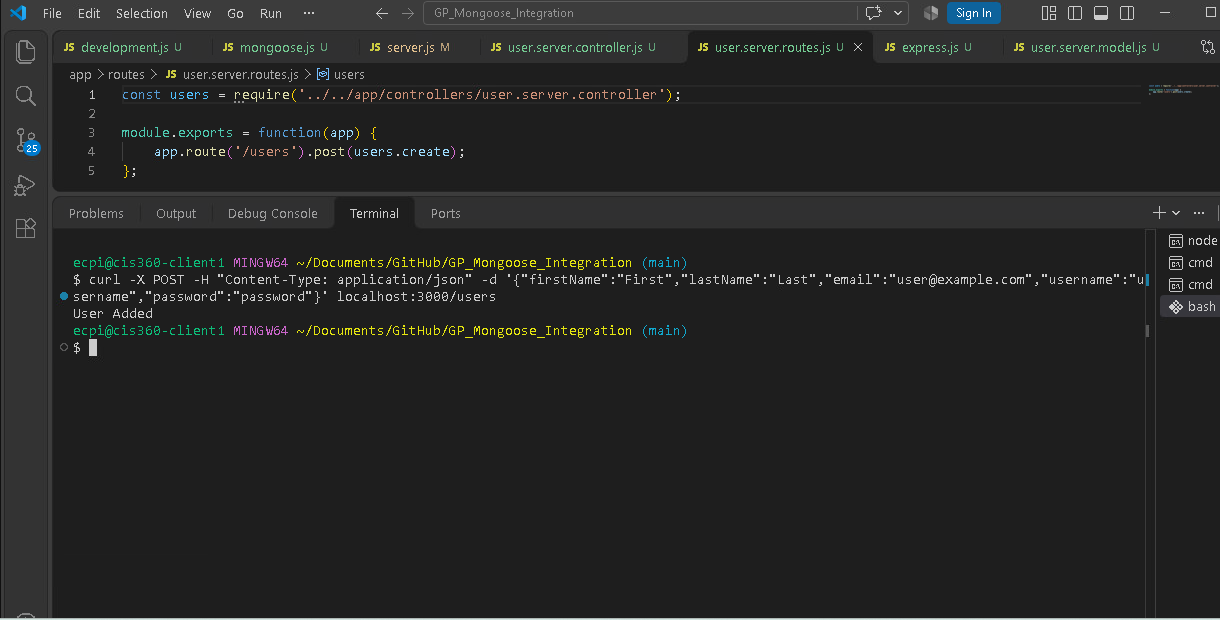 File Edit Selection View Go Run ··· GP_Mongoose_Integration Sign In
JS development.js U JS mongoose.js U JS server.js M JS user.server.controller.js U JS user.server.routes.js U JS express.js U JS user.server.model.js U
app > routes > JS user.server.routes.js > users
1 const users = require('../../app/controllers/user.server.controller');
2
3 module.exports = function(app) {
4 app.route('/users').post(users.create);
5 };
25
Problems Output Debug Console Terminal Ports
node
cmd
cmd
bash
ecpi@cis360-client1 MINGW64 ~/Documents/GitHub/GP_Mongoose_Integration (main)
$ curl -X POST -H "Content-Type: application/json" -d '{"firstName":"First","lastName":"Last","email":"user@example.com","username":"u
sername","password":"password"}' localhost:3000/users
User Added
ecpi@cis360-client1 MINGW64 ~/Documents/GitHub/GP_Mongoose_Integration (main)
$